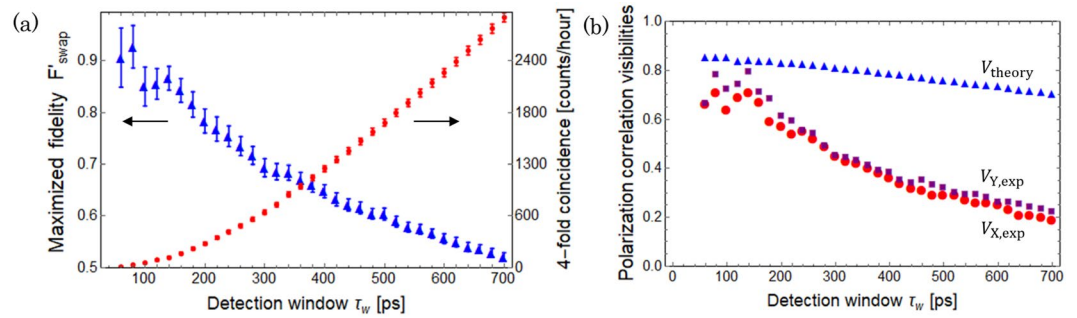 (a)
Maximized fidelity F'swap
0.9
0.8
0.7
0.6
0.5
100 200 300 400 500 600 700
Detection window τw [ps]
2400
1800
1200
600
0
4-fold coincidence [counts/hour]
(b)
Polarization correlation visibilities
1.0
0.8
0.6
0.4
0.2
0.0
0 100 200 300 400 500 600 700
Detection window τw [ps]
Vtheory
VY,exp
VX,exp